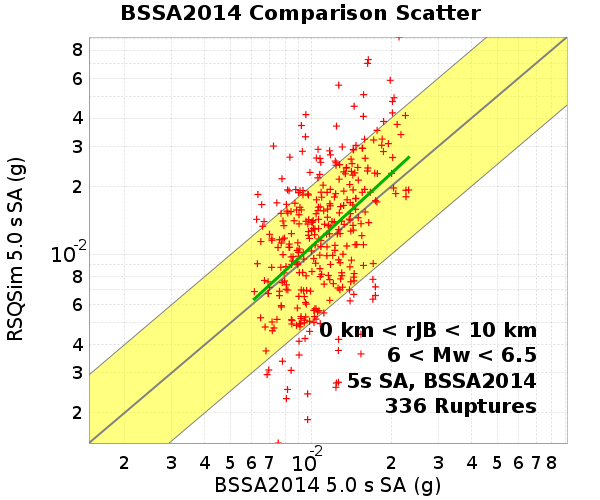 BSSA2014 Comparison Scatter
RSQSim 5.0 s SA (g)
8
6
4
3
2
10-2
8
6
4
3
2
0 km < rJB < 10 km
6 < Mw < 6.5
5s SA, BSSA2014
336 Ruptures
2 3 4 5 6 7 10-2 2 3 4 5 6 7 8
BSSA2014 5.0 s SA (g)